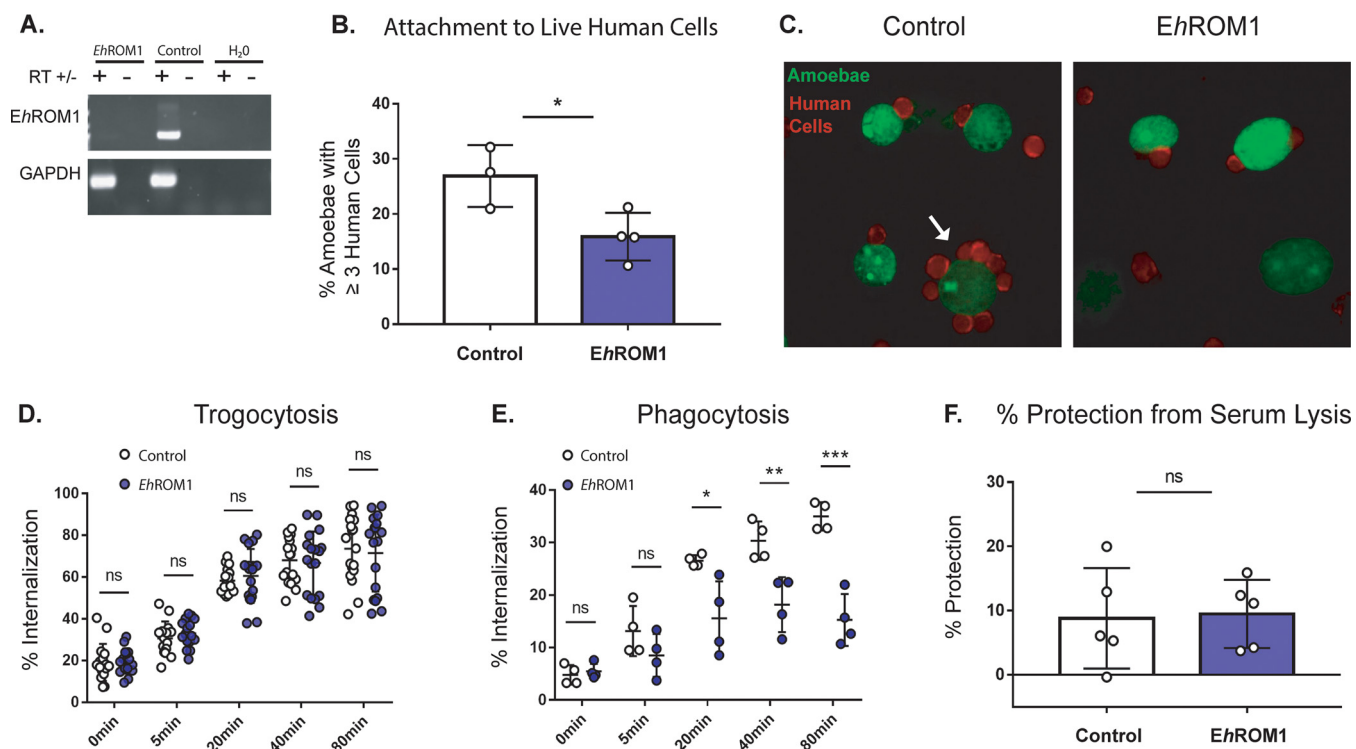 A.
EhROM1 Control H₂0
RT +/- + - + - + -
EhROM1
GAPDH
B. Attachment to Live Human Cells
*
% Amoebae with
≥ 3 Human Cells
40
30
20
10
0
Control EhROM1
C. Control EhROM1
Amoebae
Human
Cells
D. Trogocytosis
Control
EhROM1
ns ns ns ns ns
% Internalization
100
80
60
40
20
0
0min 5min 20min 40min 80min
E. Phagocytosis
Control
EhROM1
ns ns * ** ***
% Internalization
40
30
20
10
0
0min 5min 20min 40min 80min
F. % Protection from Serum Lysis
ns
% Protection
30
20
10
0
Control EhROM1